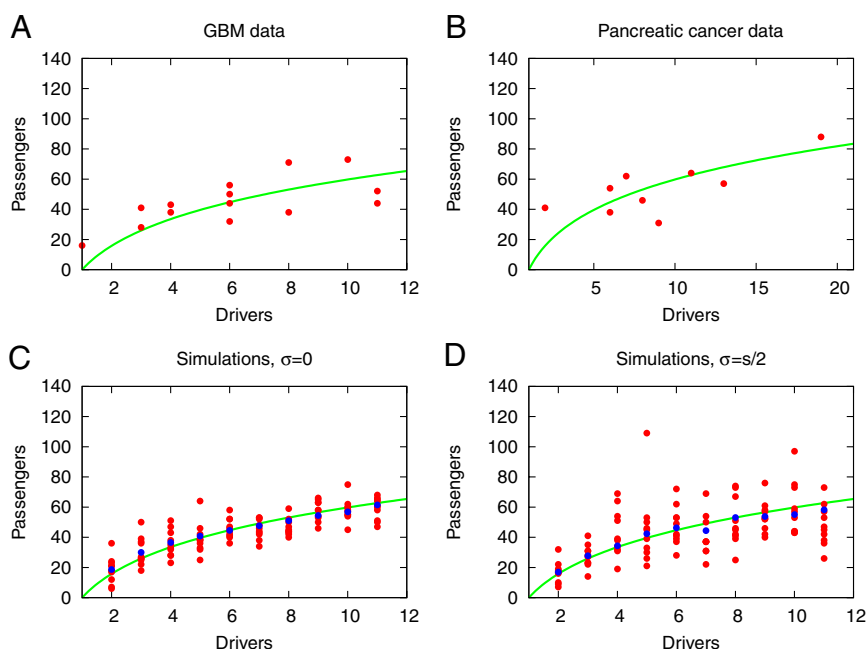 A
GBM data
Passengers
140
120
100
80
60
40
20
0
2 4 6 8 10 12
Drivers
B
Pancreatic cancer data
Passengers
140
120
100
80
60
40
20
0
5 10 15 20
Drivers
C
Simulations, σ=0
Passengers
140
120
100
80
60
40
20
0
2 4 6 8 10 12
Drivers
D
Simulations, σ=s/2
Passengers
140
120
100
80
60
40
20
0
2 4 6 8 10 12
Drivers